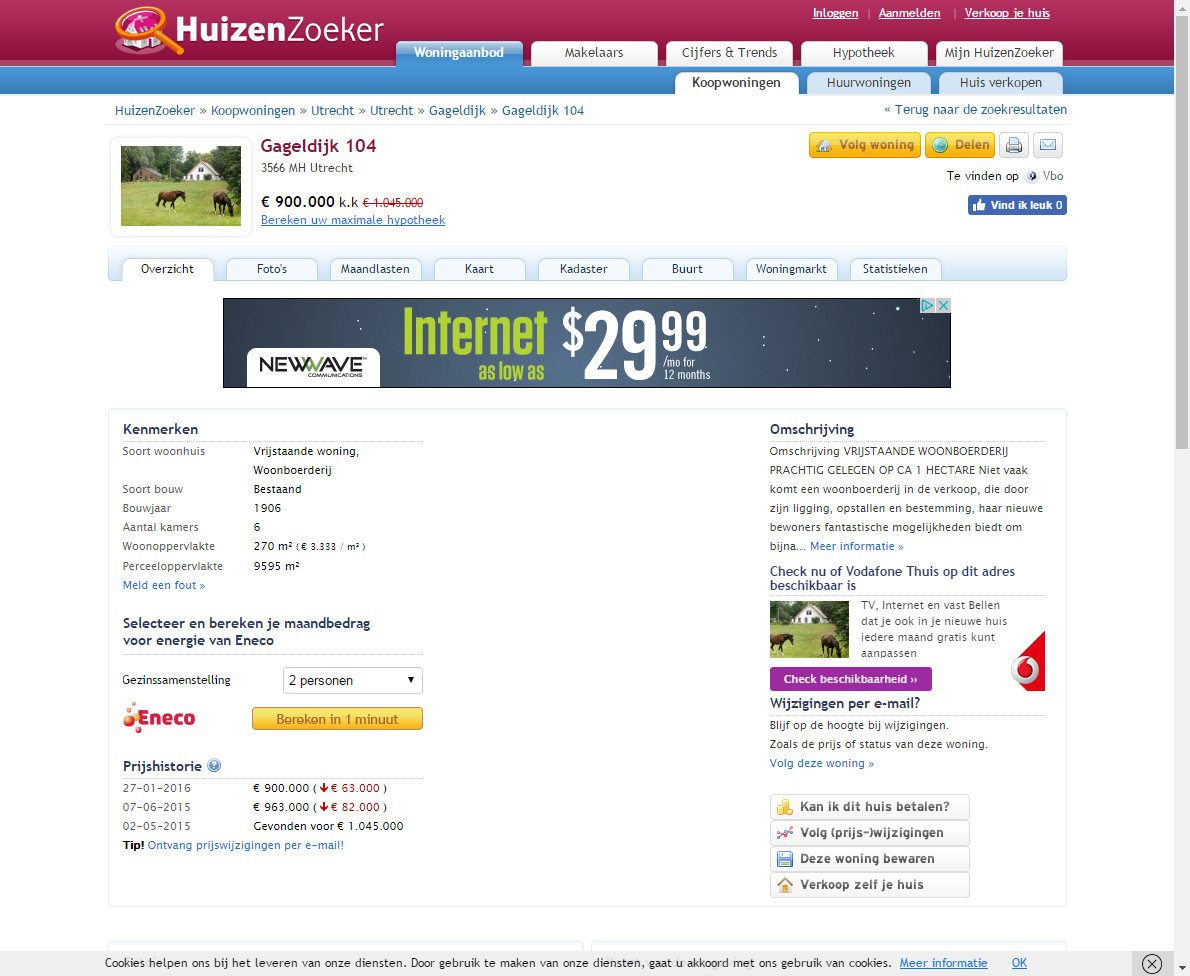 Inloggen | Aanmelden | Verkoop je huis
HuizenZoeker
Woningaanbod Makelaars Cijfers & Trends Hypotheek Mijn HuizenZoeker
Koopwoningen Huurwoningen Huis verkopen
HuizenZoeker » Koopwoningen » Utrecht » Utrecht » Gageldijk » Gageldijk 104
« Terug naar de zoekresultaten
Gageldijk 104
3566 MH Utrecht
€ 900.000 k.k € 1.045.000
Bereken uw maximale hypotheek
Volg woning Delen
Te vinden op Vbo
Vind ik leuk 0
Overzicht Foto's Maandlasten Kaart Kadaster Buurt Woningmarkt Statistieken
NEWWAVE
COMMUNICATIONS
Internet
as low as
$29 99
/mo for
12 months
Kenmerken
Soort woonhuis Vrijstaande woning,
Woonboerderij
Soort bouw Bestaand
Bouwjaar 1906
Aantal kamers 6
Woonoppervlakte 270 m² ( € 3.333 / m² )
Perceeloppervlakte 9595 m²
Meld een fout »
Selecteer en bereken je maandbedrag
voor energie van Eneco
Gezinssamenstelling 2 personen
Eneco Bereken in 1 minuut
Prijshistorie ?
27-01-2016 € 900.000 ( € 63.000 )
07-06-2015 € 963.000 ( € 82.000 )
02-05-2015 Gevonden voor € 1.045.000
Tip! Ontvang prijswijzigingen per e-mail!
Omschrijving
Omschrijving VRIJSTAANDE WOONBOERDERIJ
PRACHTIG GELEGEN OP CA 1 HECTARE Niet vaak
komt een woonboerderij in de verkoop, die door
zijn ligging, opstallen en bestemming, haar nieuwe
bewoners fantastische mogelijkheden biedt om
bijna... Meer informatie »
Check nu of Vodafone Thuis op dit adres
beschikbaar is
TV, Internet en vast Bellen
dat je ook in je nieuwe huis
iedere maand gratis kunt
aanpassen
Check beschikbaarheid ››
Wijzigingen per e-mail?
Blijf op de hoogte bij wijzigingen.
Zoals de prijs of status van deze woning.
Volg deze woning »
Kan ik dit huis betalen?
Volg (prijs-)wijzigingen
Deze woning bewaren
Verkoop zelf je huis
Cookies helpen ons bij het leveren van onze diensten. Door gebruik te maken van onze diensten, gaat u akkoord met ons gebruik van cookies. Meer informatie OK